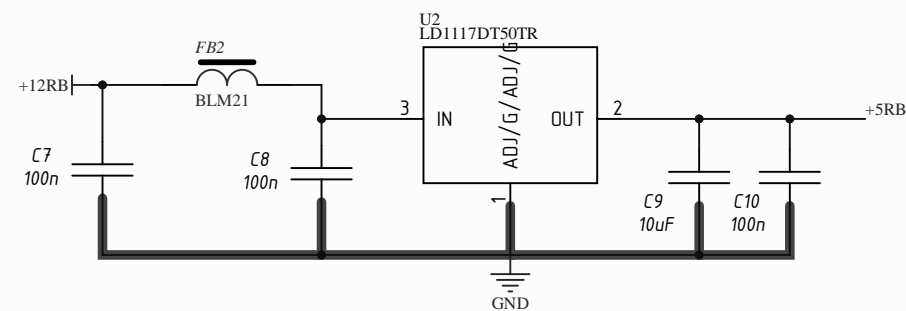 U2
LD1117DT50TR
FB2
+12RB
BLM21
3
IN
ADJ/G/ADJ/G
OUT
2
+5RB
C7
100n
C8
100n
1
C9
10uF
C10
100n
GND